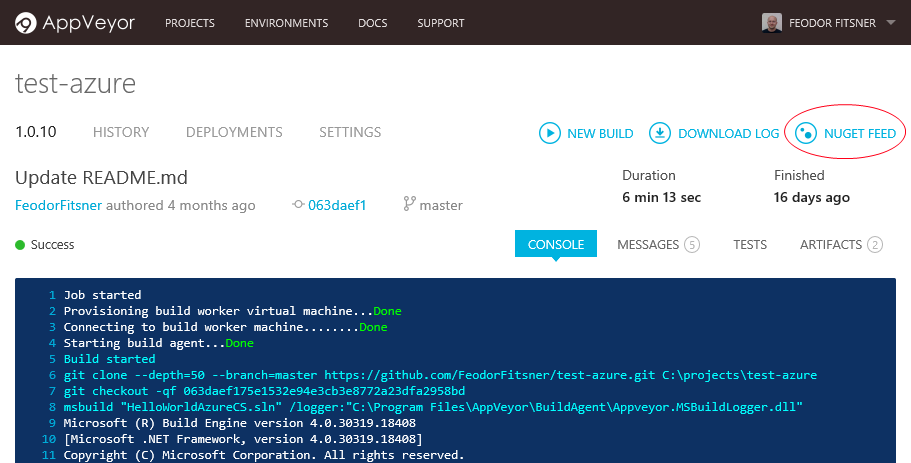 AppVeyor PROJECTS ENVIRONMENTS DOCS SUPPORT FEODOR FITSNER
test-azure
1.0.10 HISTORY DEPLOYMENTS SETTINGS NEW BUILD DOWNLOAD LOG NUGET FEED
Update README.md Duration Finished
6 min 13 sec 16 days ago
FeodorFitsner authored 4 months ago 063daef1 master
Success CONSOLE MESSAGES 5 TESTS ARTIFACTS 2
1 Job started
2 Provisioning build worker virtual machine...Done
3 Connecting to build worker machine........Done
4 Starting build agent...Done
5 Build started
6 git clone --depth=50 --branch=master https://github.com/FeodorFitsner/test-azure.git C:\projects\test-azure
7 git checkout -qf 063daef175e1532e94e3cb3e8772a23dfa2958bd
8 msbuild "HelloWorldAzureCS.sln" /logger:"C:\Program Files\AppVeyor\BuildAgent\Appveyor.MSBuildLogger.dll"
9 Microsoft (R) Build Engine version 4.0.30319.18408
10 [Microsoft .NET Framework, version 4.0.30319.18408]
11 Copyright (C) Microsoft Corporation. All rights reserved.